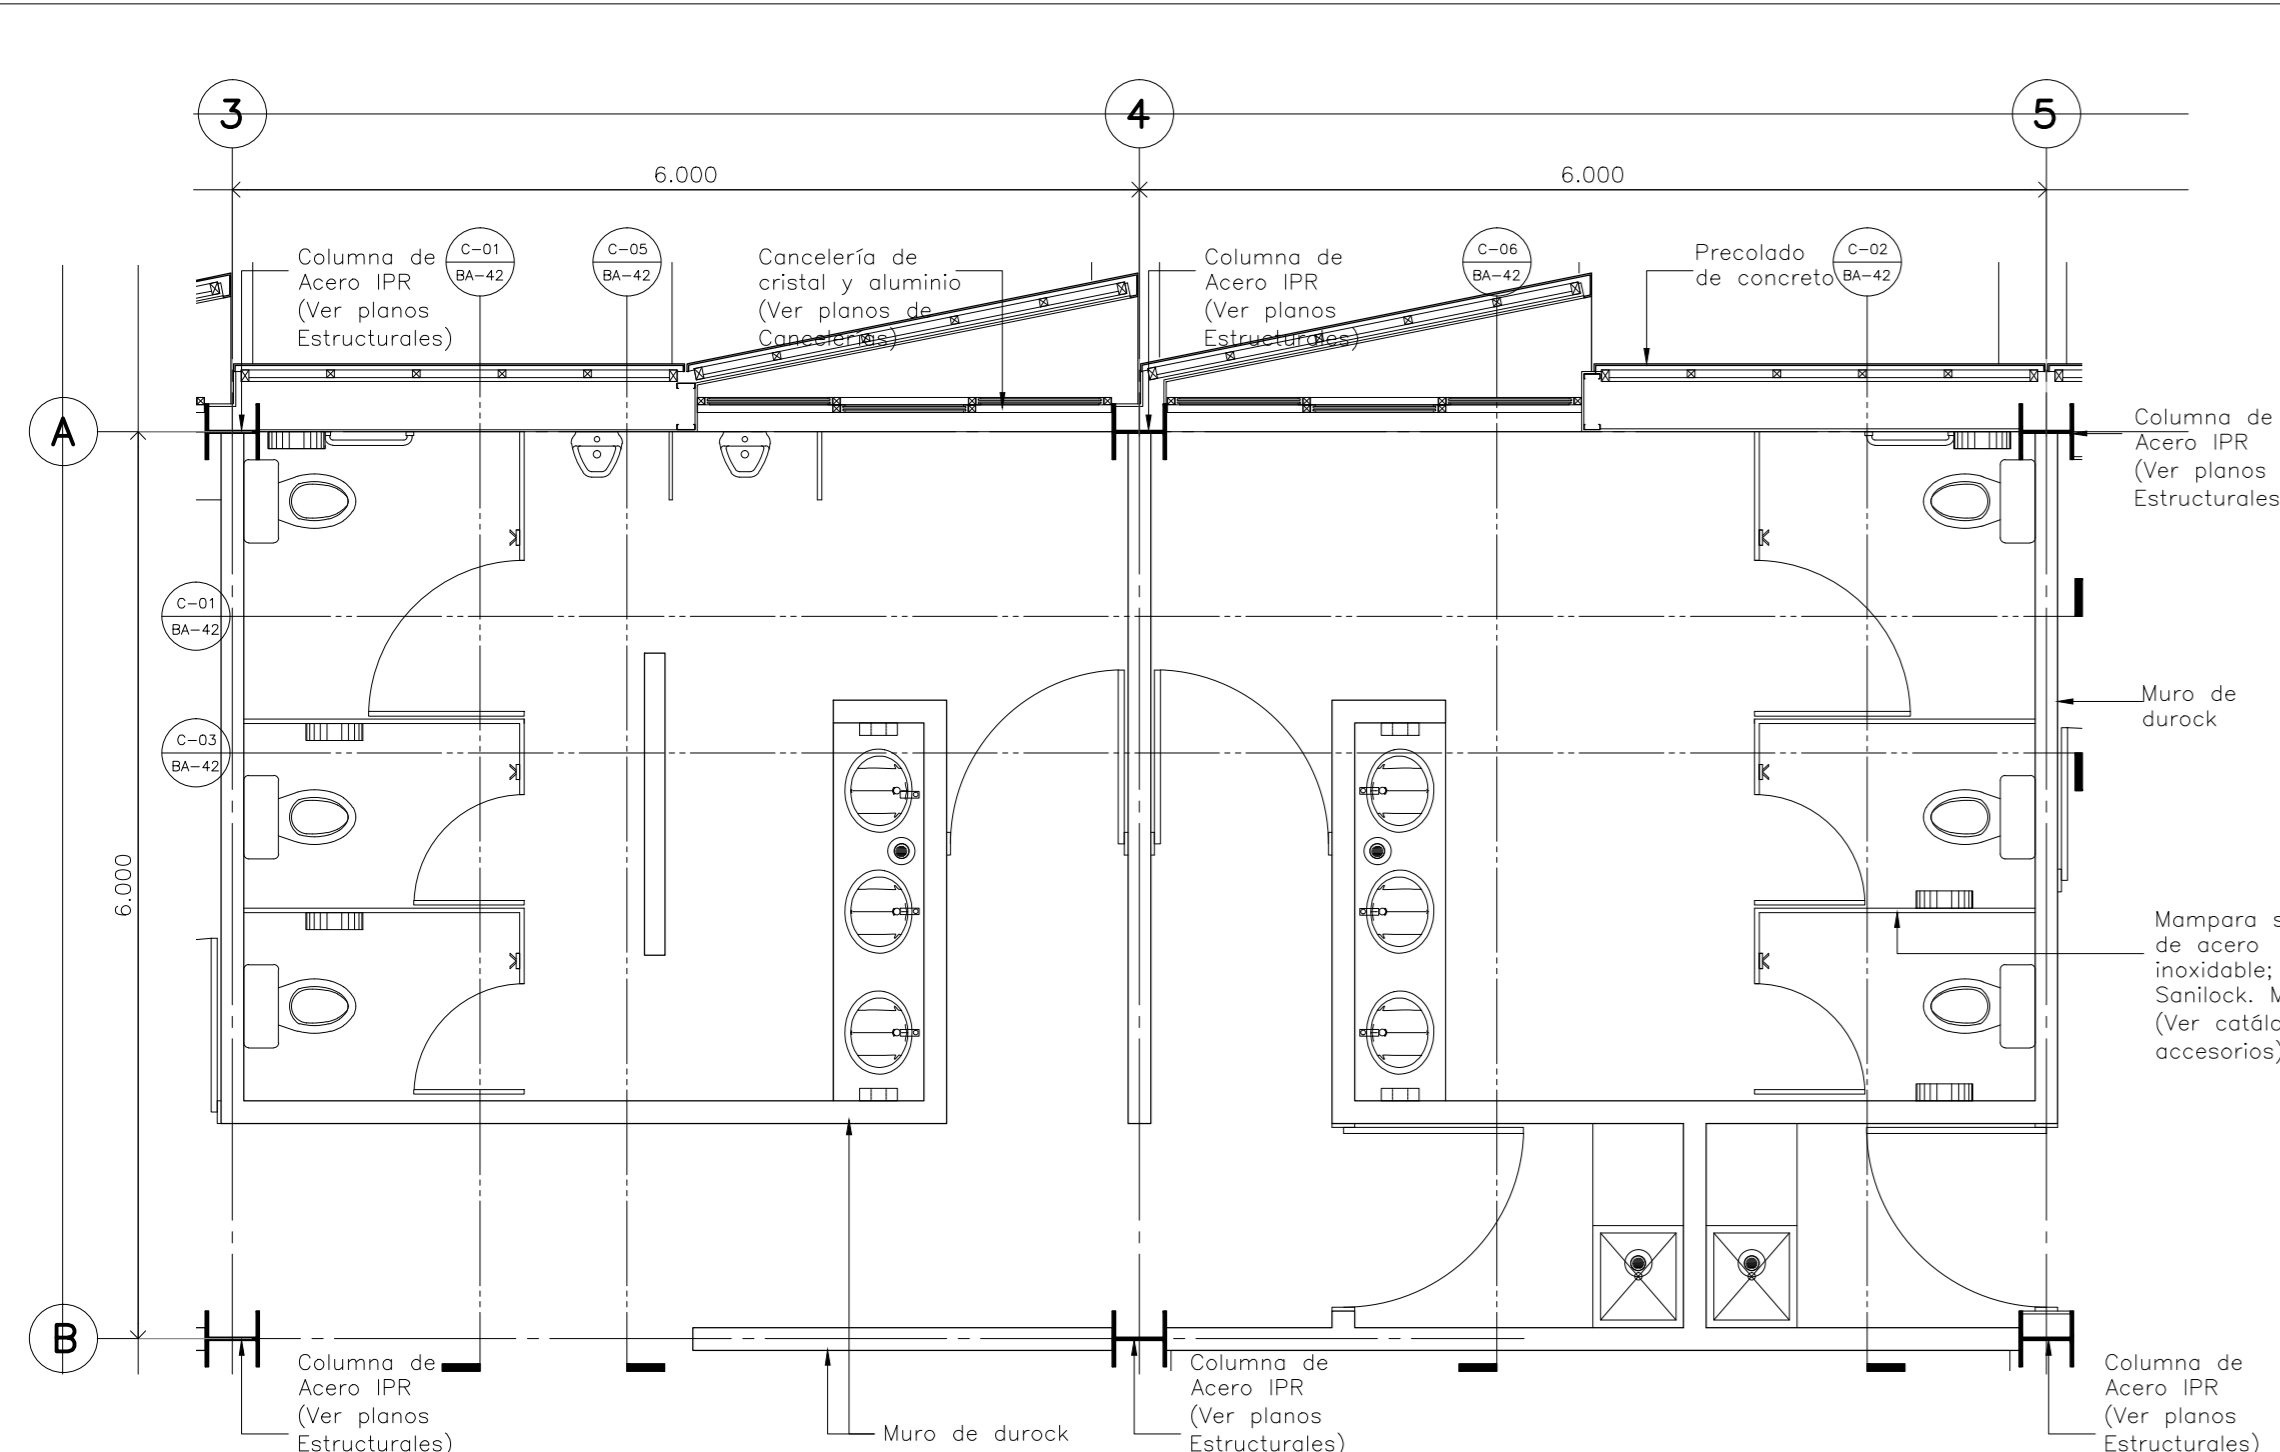 3
4
5
6.000
6.000
Columna de
Acero IPR
(Ver planos
Estructurales)
C-01
BA-42
C-05
BA-42
Cancelería de
cristal y aluminio
(Ver planos de
Cancelerías)
Columna de
Acero IPR
(Ver planos
Estructurales)
C-06
BA-42
Precolado
de concreto
C-02
BA-42
A
Columna de
Acero IPR
(Ver planos
Estructurales
C-01
BA-42
C-03
BA-42
Muro de
durock
6.000
Mampara s
de acero
inoxidable;
Sanilock. M
(Ver catálo
accesorios)
B
Columna de
Acero IPR
(Ver planos
Estructurales)
Muro de durock
Columna de
Acero IPR
(Ver planos
Estructurales)
Columna de
Acero IPR
(Ver planos
Estructurales)